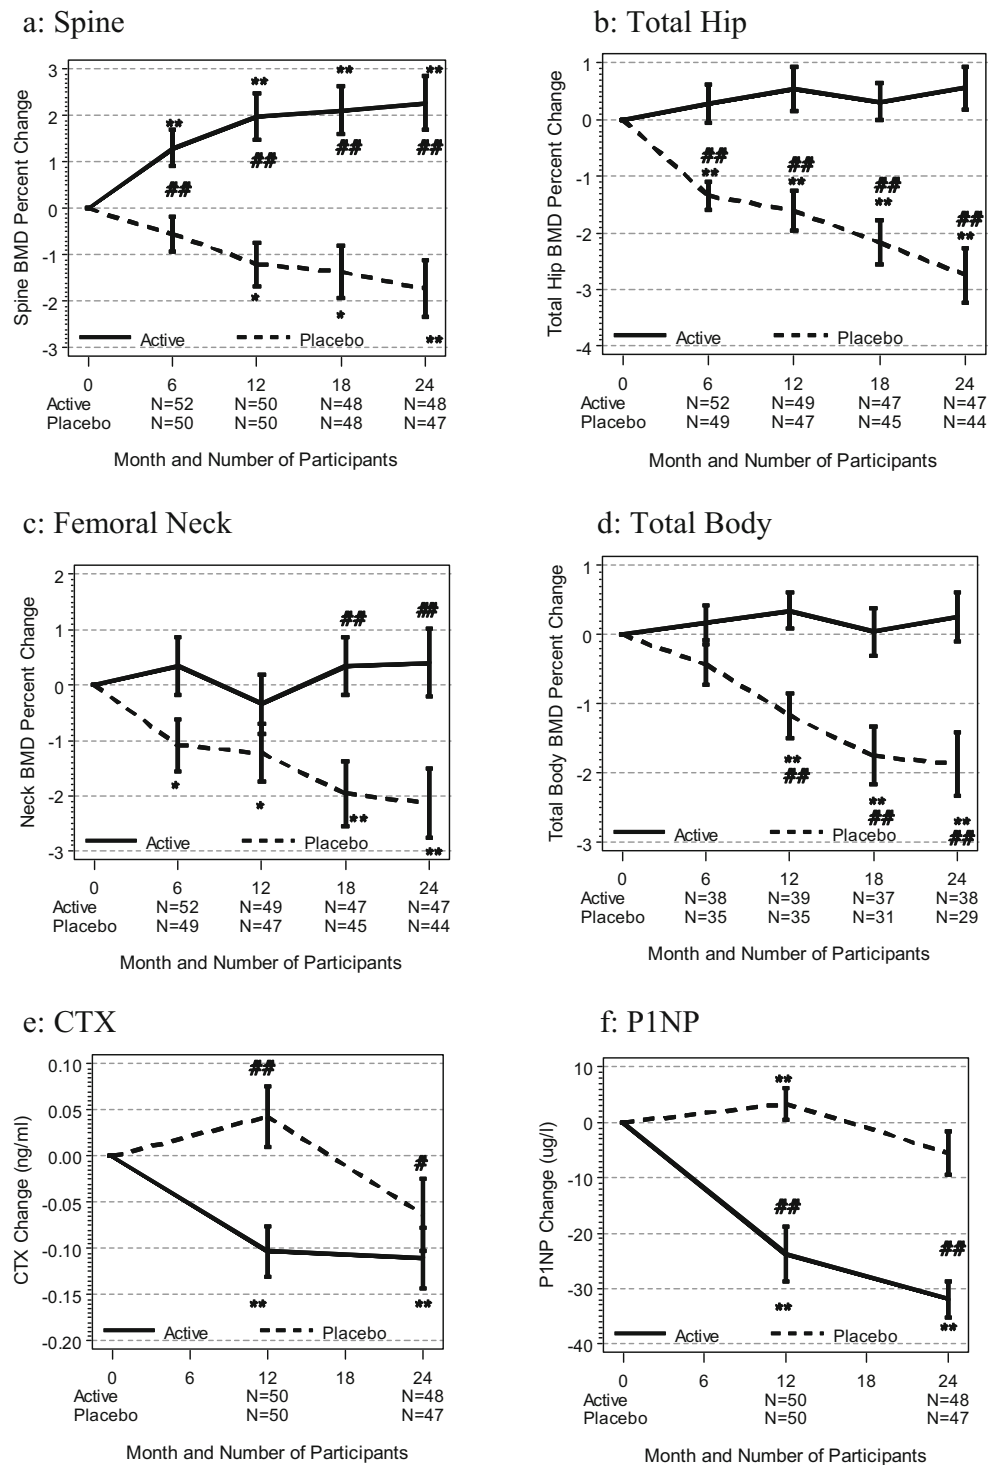 a: Spine
3
**
**
**
2
**
##
##
##
1
##
0
-1
*
*
-2
Active
Placebo
**
-3
Spine BMD Percent Change
0 6 12 18 24
Active N=52 N=50 N=48 N=48
Placebo N=50 N=50 N=48 N=47
Month and Number of Participants
b: Total Hip
1
0
##
**
##
**
-1
##
**
##
**
-2
-3
Active
Placebo
-4
Total Hip BMD Percent Change
0 6 12 18 24
Active N=52 N=49 N=47 N=47
Placebo N=49 N=47 N=45 N=44
Month and Number of Participants
c: Femoral Neck
2
##
##
1
0
-1
*
*
-2
**
Active
Placebo
**
-3
Neck BMD Percent Change
0 6 12 18 24
Active N=52 N=49 N=47 N=47
Placebo N=49 N=47 N=45 N=44
Month and Number of Participants
d: Total Body
1
0
-1
**
##
-2
**
##
**
##
Active
Placebo
-3
Total Body BMD Percent Change
0 6 12 18 24
Active N=38 N=39 N=37 N=38
Placebo N=35 N=35 N=31 N=29
Month and Number of Participants
e: CTX
0.10
##
0.05
0.00
#
-0.05
-0.10
-0.15
**
**
Active
Placebo
-0.20
CTX Change (ng/ml)
0 6 12 18 24
Active N=50 N=48
Placebo N=50 N=47
Month and Number of Participants
f: P1NP
10
**
0
-10
##
-20
##
-30
**
**
Active
Placebo
-40
P1NP Change (ug/l)
0 6 12 18 24
Active N=50 N=48
Placebo N=50 N=47
Month and Number of Participants